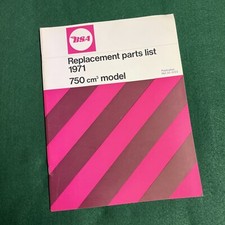 BSA
Replacement parts list
1971
750 cm³ model